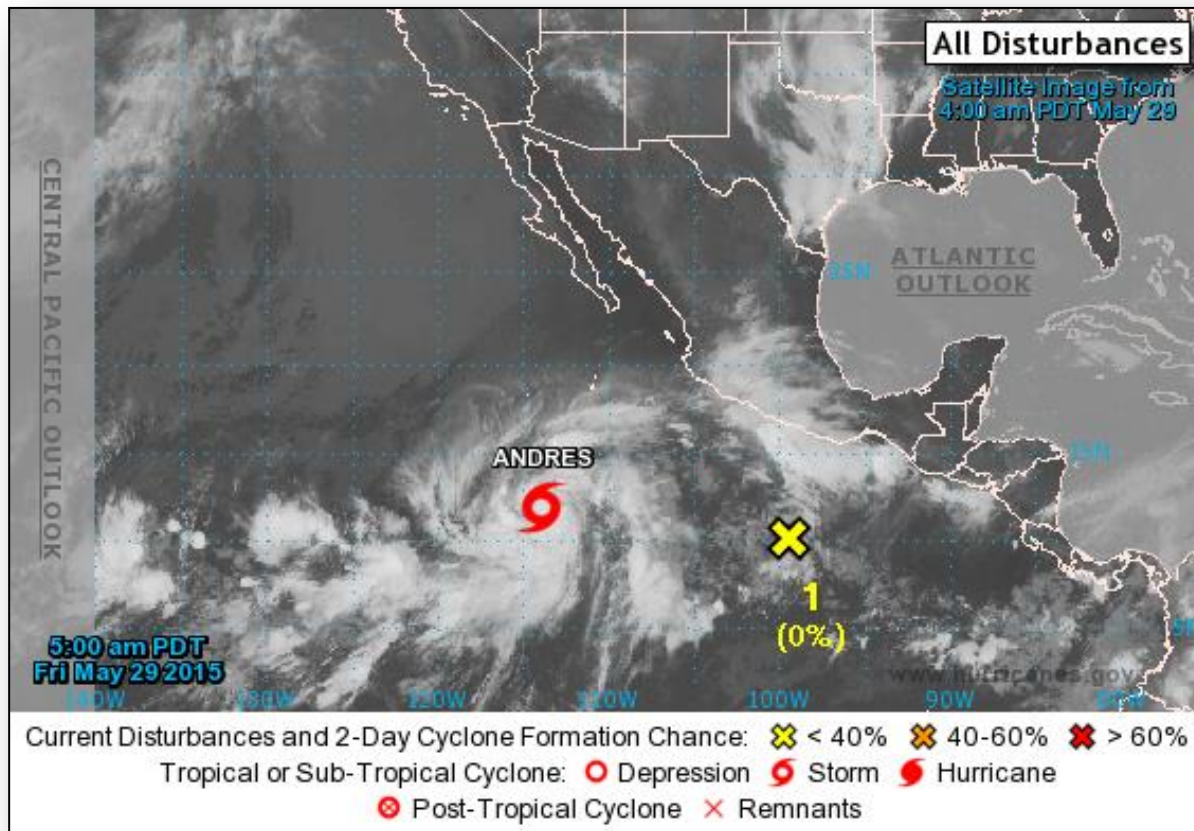 All Disturbances
Satellite Image from
4:00 am PDT May 29
CENTRAL PACIFIC OUTLOOK
ATLANTIC
OUTLOOK
25N
ANDRES
15N
1
(0%)
5:00 am PDT
Fri May 29 2015
www.hurricanes.gov
140W 130W 120W 110W 100W 90W 80W
Current Disturbances and 2-Day Cyclone Formation Chance: < 40% 40-60% > 60%
Tropical or Sub-Tropical Cyclone: Depression Storm Hurricane
Post-Tropical Cyclone Remnants